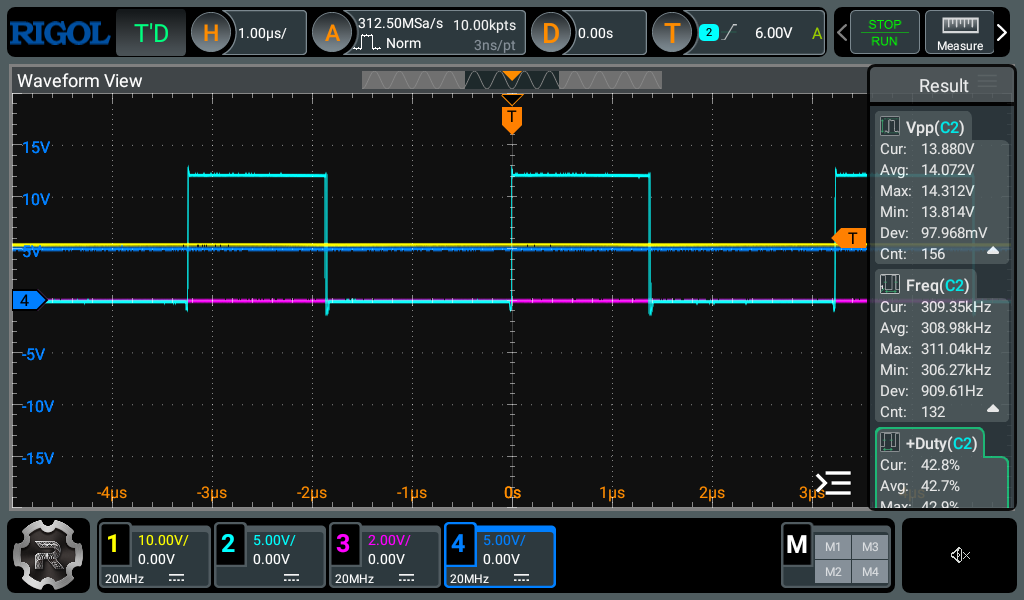 RIGOL T'D H 1.00μs/ A 312.50MSa/s 10.00kpts
Norm 3ns/pt D 0.00s T 2 6.00V A STOP
RUN Measure
Waveform View
T
15V
10V
5V
T
4
-5V
-10V
-15V
-4μs -3μs -2μs -1μs 0s 1μs 2μs 3μs
Result
Vpp(C2)
Cur: 13.880V
Avg: 14.072V
Max: 14.312V
Min: 13.814V
Dev: 97.968mV
Cnt: 156
Freq(C2)
Cur: 309.35kHz
Avg: 308.98kHz
Max: 311.04kHz
Min: 306.27kHz
Dev: 909.61Hz
Cnt: 132
+Duty(C2)
Cur: 42.8%
Avg: 42.7%
Max: 42.9%
R
1 10.00V/
0.00V
20MHz
2 5.00V/
0.00V
3 2.00V/
0.00V
20MHz
4 5.00V/
0.00V
20MHz
M M1 M3
M2 M4